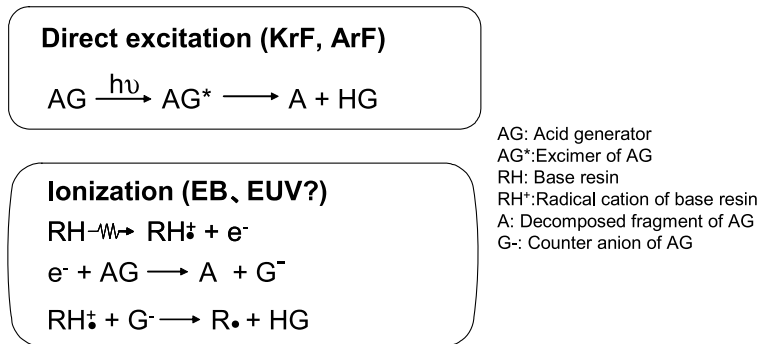 Direct excitation (KrF, ArF)
hυ
AG ⟶ AG* ⟶ A + HG
Ionization (EB、EUV?)
RH ⇝ RH•⁺ + e⁻
e⁻ + AG ⟶ A + G⁻
RH•⁺ + G⁻ ⟶ R• + HG
AG: Acid generator
AG*:Excimer of AG
RH: Base resin
RH⁺:Radical cation of base resin
A: Decomposed fragment of AG
G-: Counter anion of AG